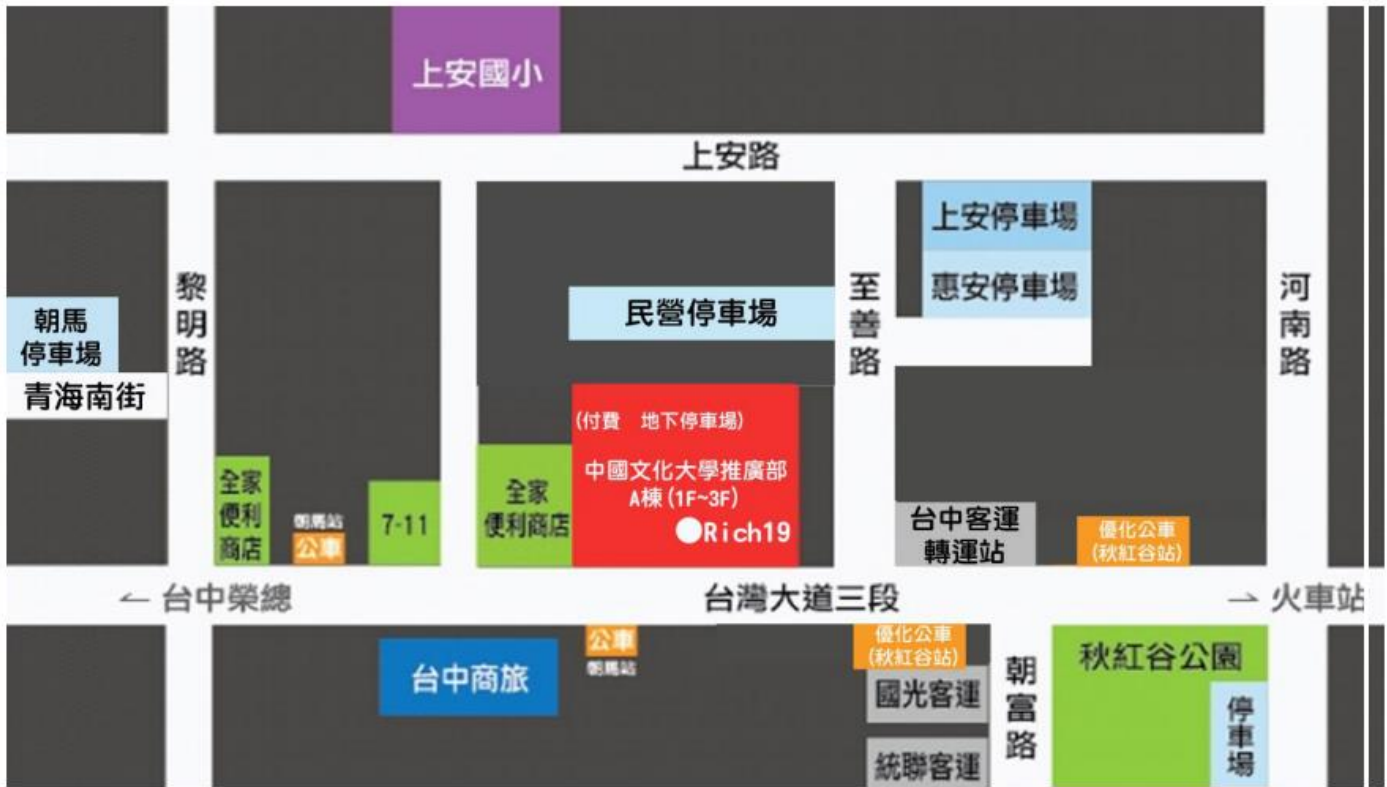 上安國小
上安路
上安停車場
惠安停車場
黎明路
至善路
河南路
民營停車場
朝馬
停車場
青海南街
(付費 地下停車場)
中國文化大學推廣部
A棟(1F~3F)
Rich19
全家
便利
商店
朝馬站
公車
7-11
全家
便利商店
台中客運
轉運站
優化公車
(秋紅谷站)
← 台中榮總
台灣大道三段
→ 火車站
台中商旅
公車
朝馬站
優化公車
(秋紅谷站)
國光客運
統聯客運
朝富路
秋紅谷公園
停車場